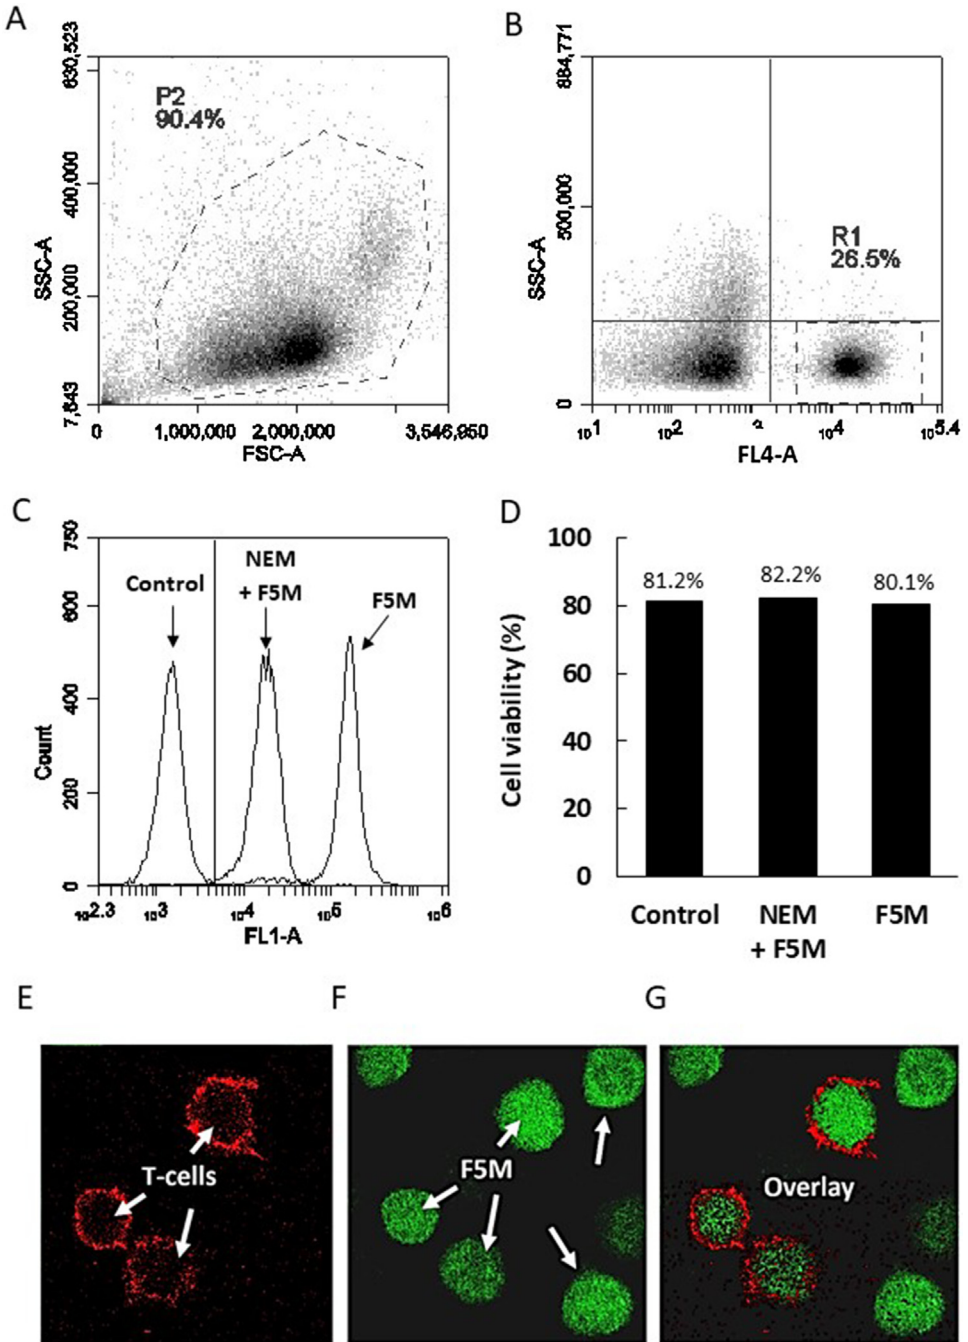 A
630,523
400,000
200,000
7,643
SSC-A
P2
90.4%
0
1,000,000
2,000,000
3,546,950
FSC-A
B
884,771
500,000
0
SSC-A
R1
26.5%
10 1
10 2
10 4
10 5.4
FL4-A
C
750
600
400
200
0
Count
Control
NEM
+ F5M
F5M
10 2.3
10 3
10 4
10 5
10 6
FL1-A
D
100
80
60
40
20
0
Cell viability (%)
81.2%
82.2%
80.1%
Control
NEM
+ F5M
F5M
E
T-cells
F
F5M
G
Overlay